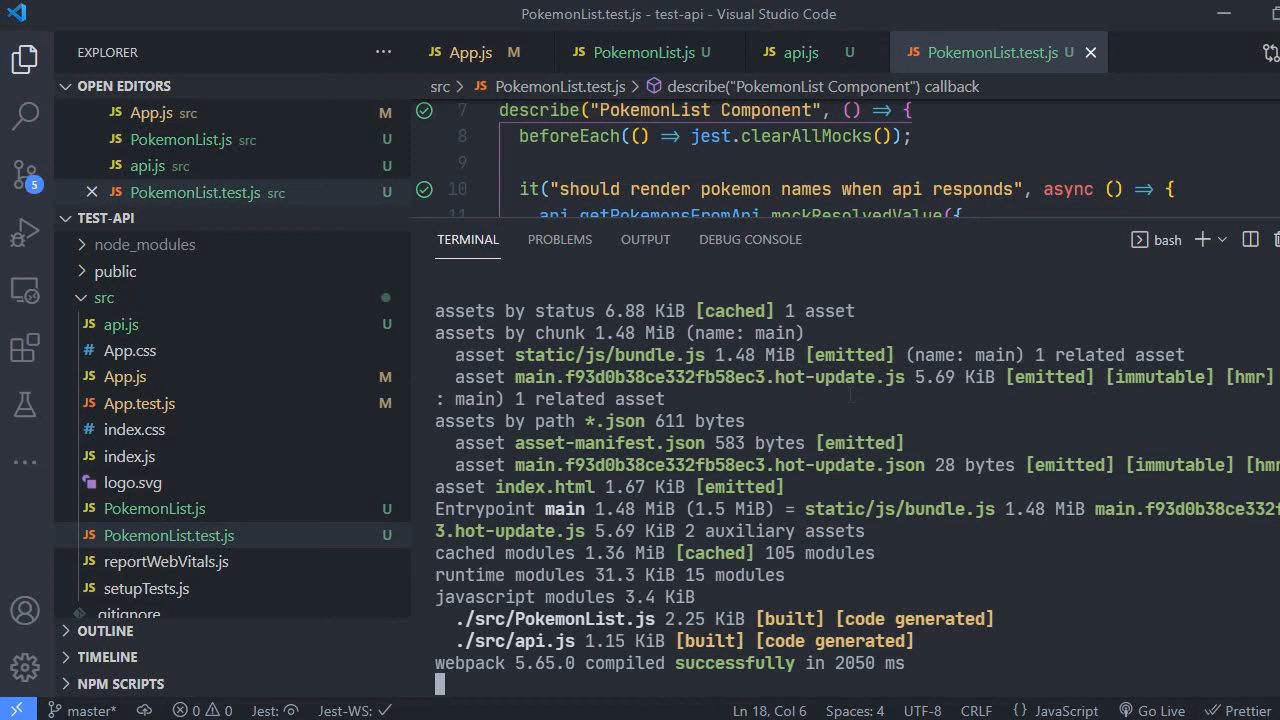 PokemonList.test.js - test-api - Visual Studio Code
EXPLORER
App.js M
PokemonList.js U
api.js U
PokemonList.test.js U
OPEN EDITORS
App.js src M
PokemonList.js src U
api.js src U
PokemonList.test.js src U
TEST-API
node_modules
public
src
api.js U
App.css
App.js M
App.test.js M
index.css
index.js
logo.svg
PokemonList.js U
PokemonList.test.js U
reportWebVitals.js
setupTests.js
.gitignore
OUTLINE
TIMELINE
NPM SCRIPTS
5
src > PokemonList.test.js > describe("PokemonList Component") callback
7 describe("PokemonList Component", () => {
8 beforeEach(() => jest.clearAllMocks());
9
10 it("should render pokemon names when api responds", async () => {
11 api.getPokemonsFromApi.mockResolvedValue({
TERMINAL PROBLEMS OUTPUT DEBUG CONSOLE
bash
assets by status 6.88 KiB [cached] 1 asset
assets by chunk 1.48 MiB (name: main)
asset static/js/bundle.js 1.48 MiB [emitted] (name: main) 1 related asset
asset main.f93d0b38ce332fb58ec3.hot-update.js 5.69 KiB [emitted] [immutable] [hmr]
: main) 1 related asset
assets by path *.json 611 bytes
asset asset-manifest.json 583 bytes [emitted]
asset main.f93d0b38ce332fb58ec3.hot-update.json 28 bytes [emitted] [immutable] [hm
asset index.html 1.67 KiB [emitted]
Entrypoint main 1.48 MiB (1.5 MiB) = static/js/bundle.js 1.48 MiB main.f93d0b38ce332f
3.hot-update.js 5.69 KiB 2 auxiliary assets
cached modules 1.36 MiB [cached] 105 modules
runtime modules 31.3 KiB 15 modules
javascript modules 3.4 KiB
./src/PokemonList.js 2.25 KiB [built] [code generated]
./src/api.js 1.15 KiB [built] [code generated]
webpack 5.65.0 compiled successfully in 2050 ms
master* 0 0 Jest: Jest-WS: Ln 18, Col 6 Spaces: 4 UTF-8 CRLF {} JavaScript Go Live Prettier